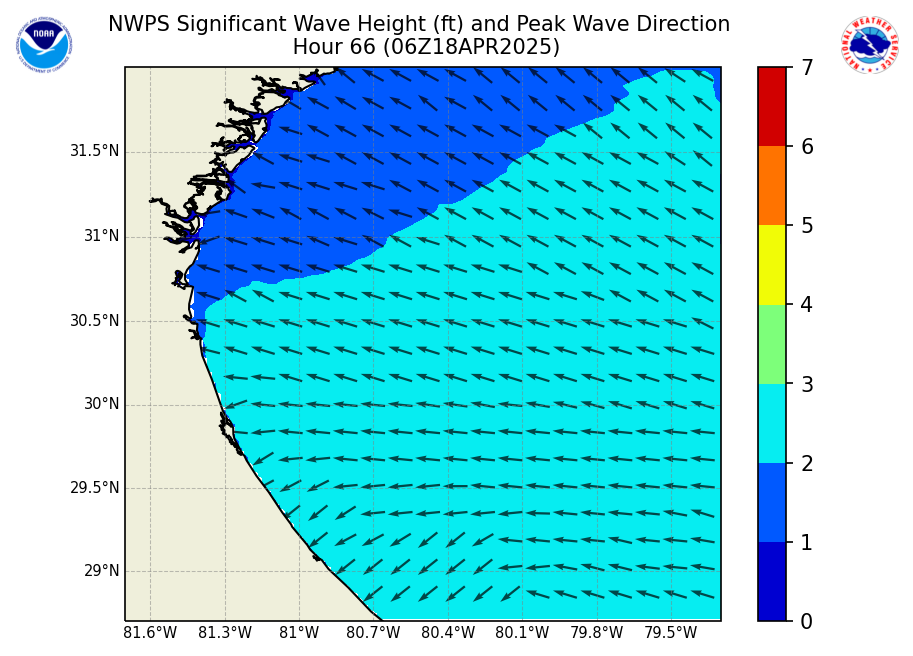 NWPS Significant Wave Height (ft) and Peak Wave Direction
Hour 66 (06Z18APR2025)
NOAA
NATIONAL WEATHER SERVICE
31.5°N
31°N
30.5°N
30°N
29.5°N
29°N
81.6°W 81.3°W 81°W 80.7°W 80.4°W 80.1°W 79.8°W 79.5°W
7
6
5
4
3
2
1
0